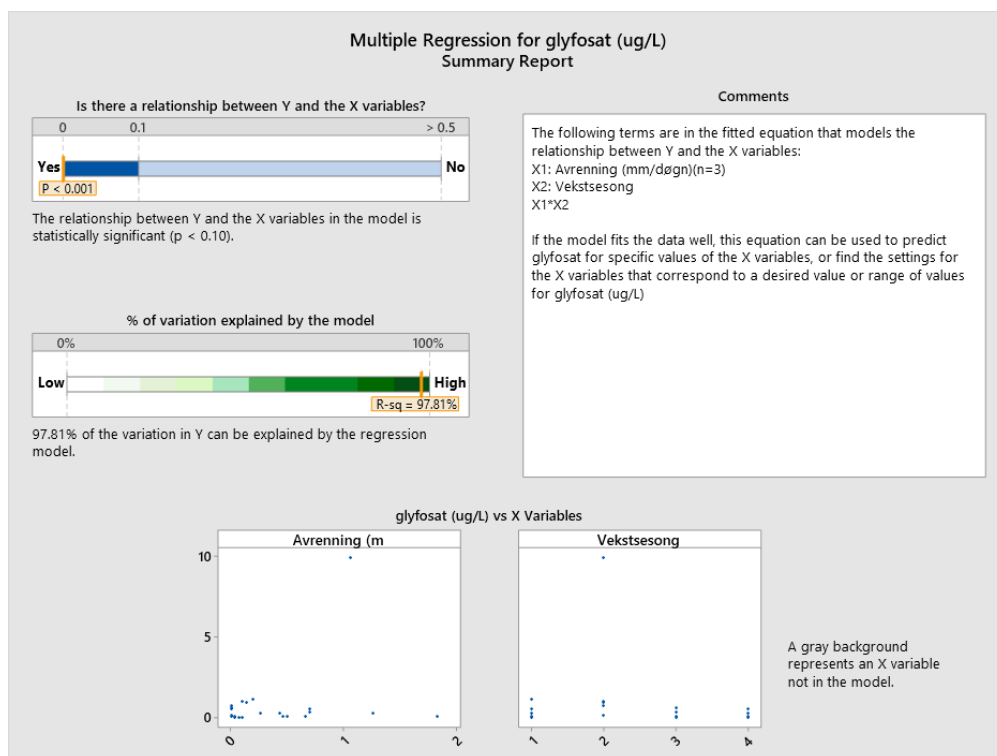 Multiple Regression for glyfosat (ug/L)
Summary Report
Is there a relationship between Y and the X variables?
0 0.1 > 0.5
Yes No
P < 0.001
The relationship between Y and the X variables in the model is
statistically significant (p < 0.10).
% of variation explained by the model
0% 100%
Low High
R-sq = 97.81%
97.81% of the variation in Y can be explained by the regression
model.
Comments
The following terms are in the fitted equation that models the
relationship between Y and the X variables:
X1: Avrenning (mm/døgn)(n=3)
X2: Vekstsesong
X1*X2
If the model fits the data well, this equation can be used to predict
glyfosat for specific values of the X variables, or find the settings for
the X variables that correspond to a desired value or range of values
for glyfosat (ug/L)
glyfosat (ug/L) vs X Variables
Avrenning (m Vekstsesong
10
5
0
0 1 2 1 2 3 4
A gray background
represents an X variable
not in the model.